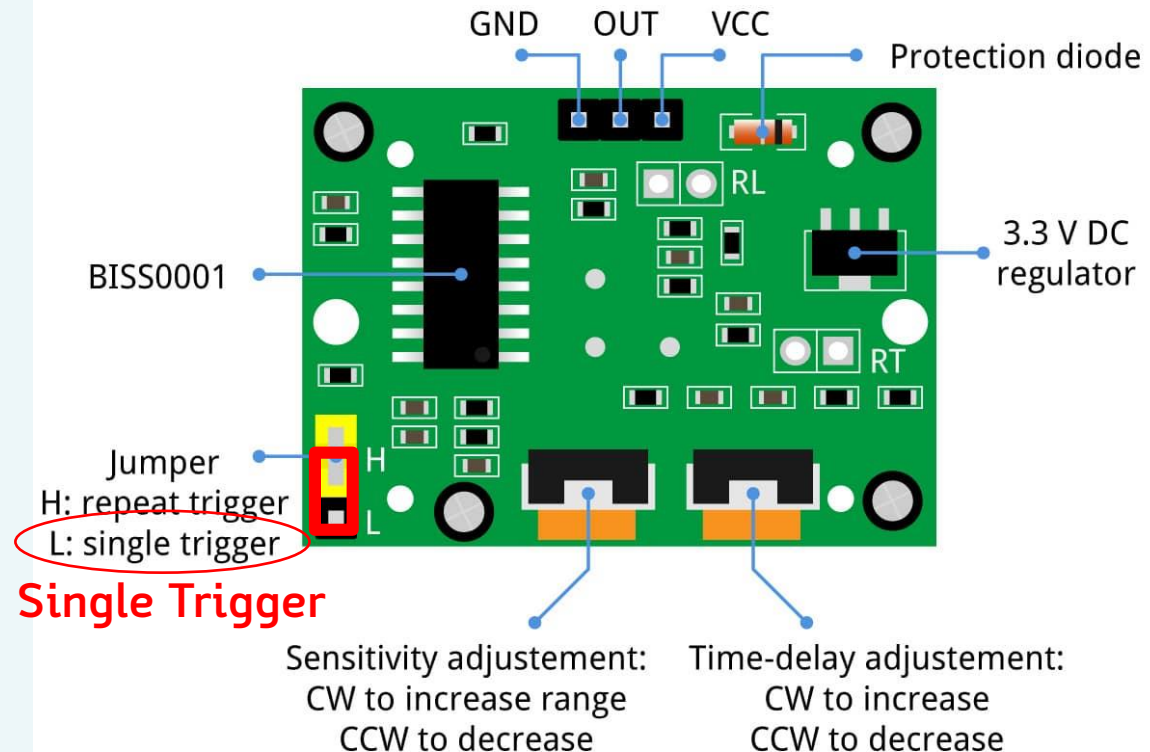 GND OUT VCC
Protection diode
RL
3.3 V DC
regulator
BISS0001
RT
Jumper
H: repeat trigger
L: single trigger
H
L
Single Trigger
Sensitivity adjustement:
CW to increase range
CCW to decrease
Time-delay adjustement:
CW to increase
CCW to decrease